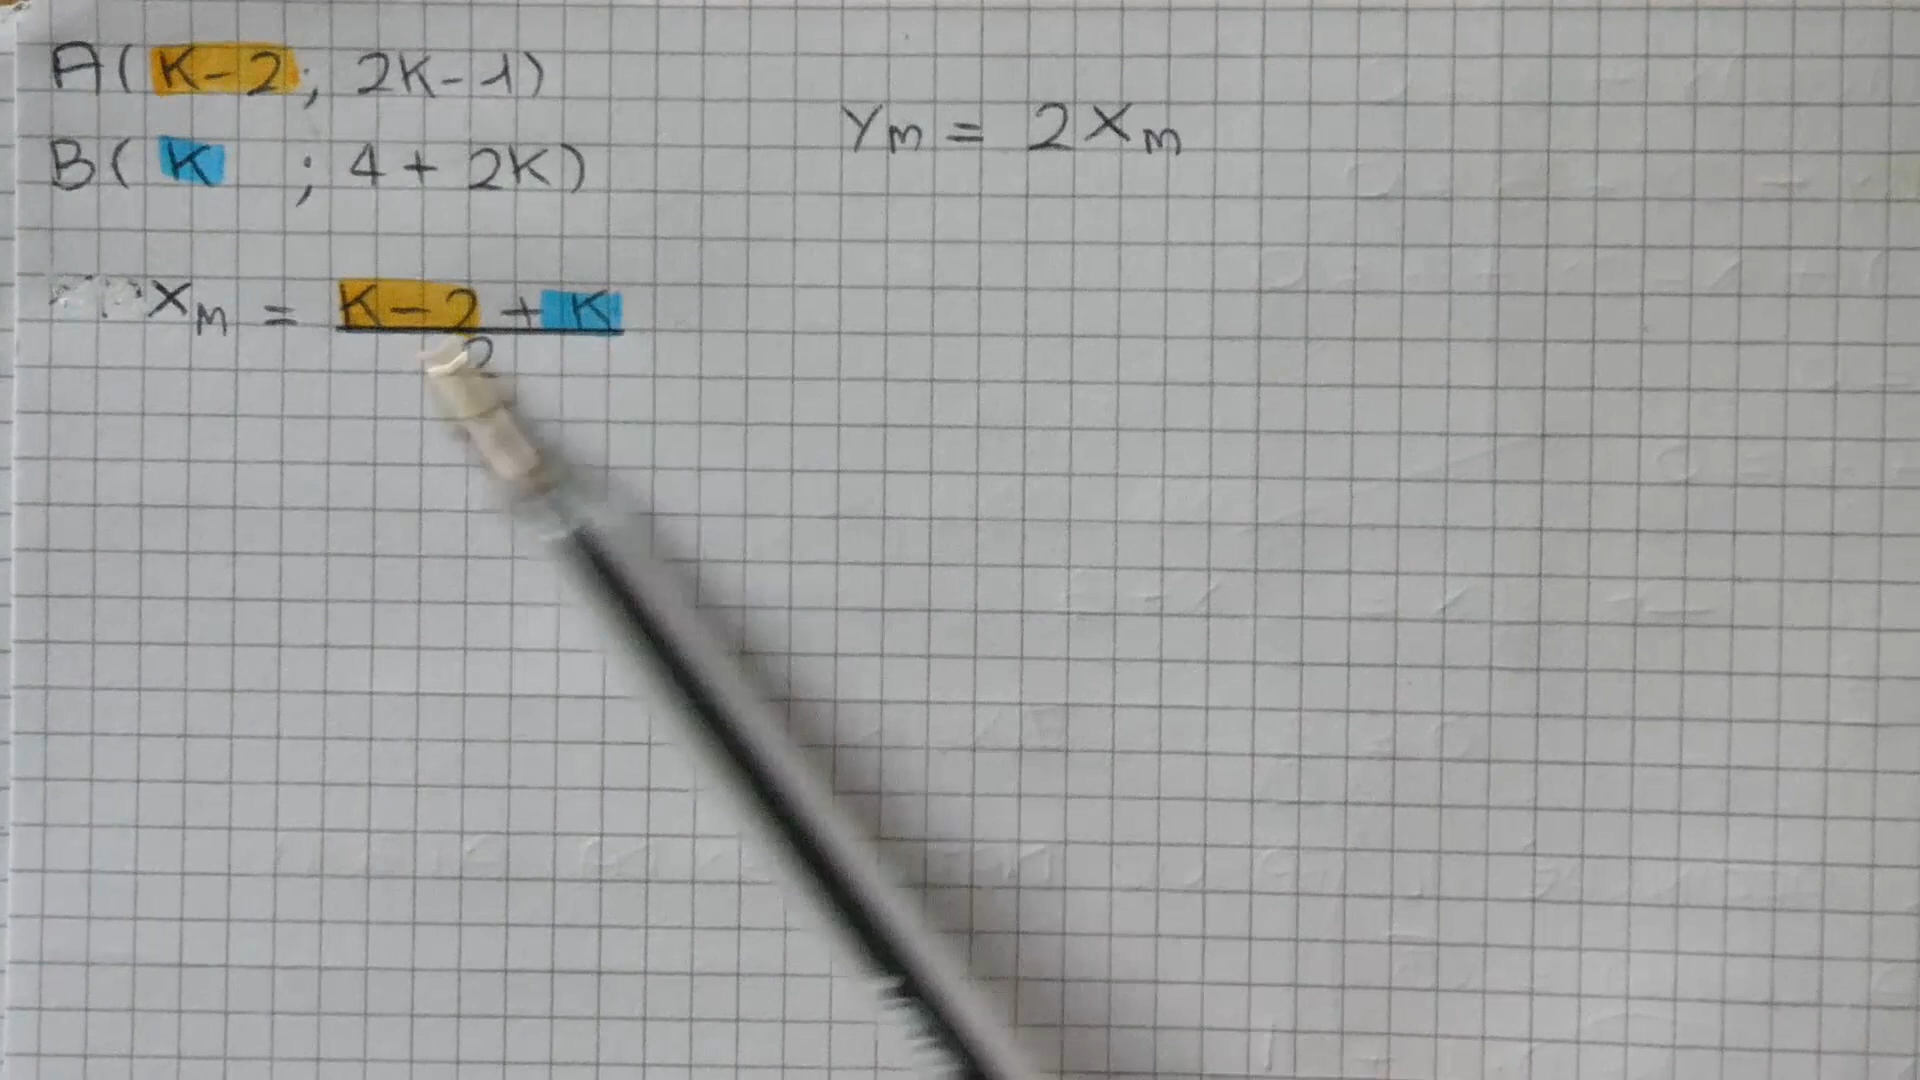 A(K-2; 2K-1)
B(K ; 4+2K)
Ym = 2Xm
XM = K-2+K
2